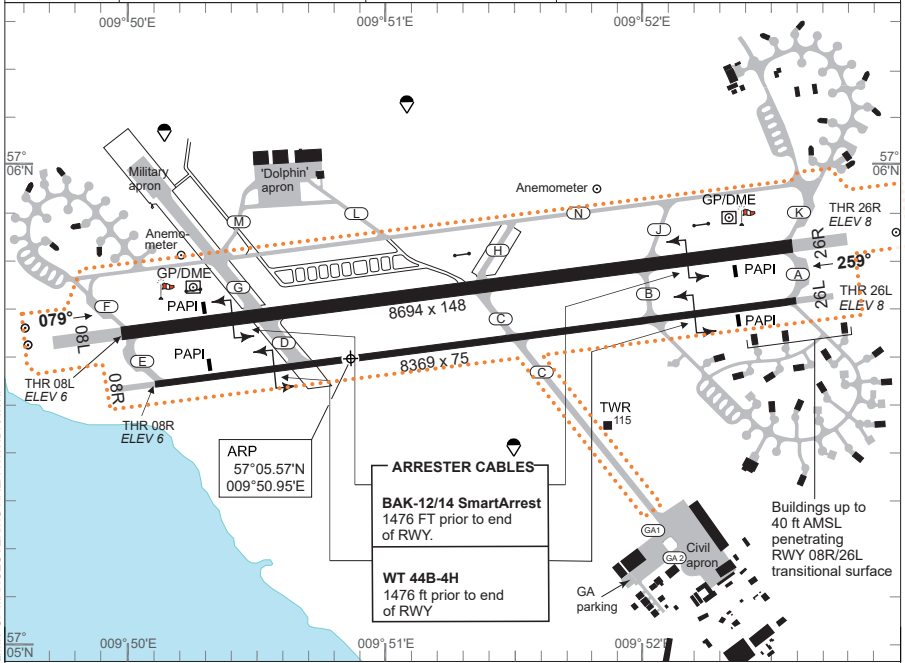 009°50'E
009°51'E
009°52'E
57°
06'N
57°
06'N
Military
apron
'Dolphin'
apron
Anemometer
GP/DME
THR 26R
ELEV 8
M
L
N
K
J
Anemo-
meter
H
26R
GP/DME
G
PAPI
A
259°
PAPI
B
26L
THR 26L
ELEV 8
F
079°
08L
8694 x 148
C
PAPI
D
PAPI
E
8369 x 75
C
THR 08L
ELEV 6
08R
THR 08R
ELEV 6
TWR
115
ARP
57°05.57'N
009°50.95'E
ARRESTER CABLES
BAK-12/14 SmartArrest
1476 FT prior to end
of RWY.
WT 44B-4H
1476 ft prior to end
of RWY
Buildings up to
40 ft AMSL
penetrating
RWY 08R/26L
transitional surface
GA1
GA 2
Civil
apron
GA
parking
57°
05'N
009°50'E
009°51'E
009°52'E